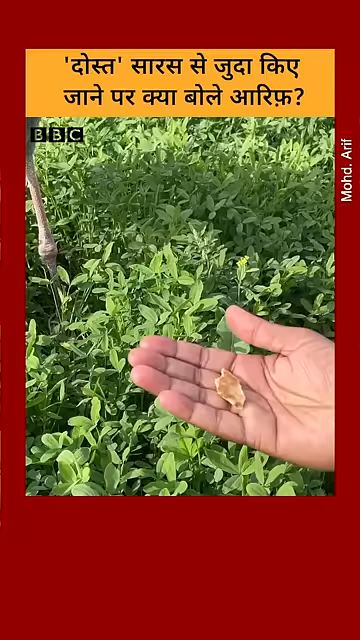 'दोस्त' सारस से जुदा किए
जाने पर क्या बोले आरिफ़?
BBC
Mohd. Arif